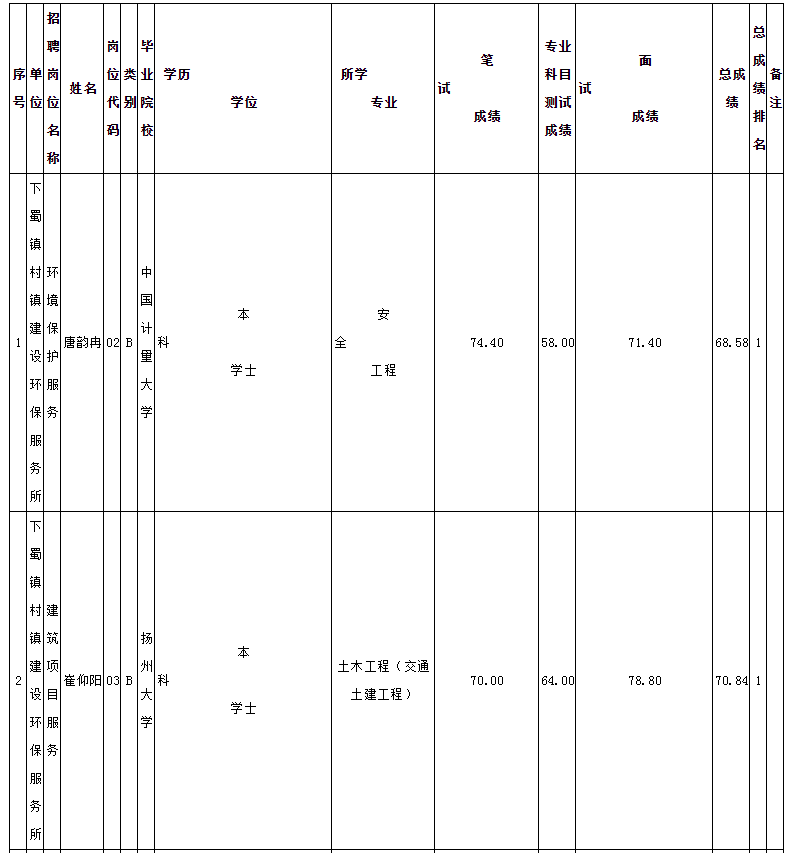 序号
单位
招聘岗位名称
姓名
岗位代码
类别
毕业院校
学历
学位
所学
专业
笔
试
成绩
专业
科目
测试
成绩
面
试
成绩
总成
绩
总成绩排名
备注
1
下蜀镇村镇建设环保服务所
环境保护服务
唐韵冉
02
B
中国计量大学
本
科
学士
安
全
工程
74.40
58.00
71.40
68.58
1
2
下蜀镇村镇建设环保服务所
建筑项目服务
崔仰阳
03
B
扬州大学
本
科
学士
土木工程（交通
土建工程）
70.00
64.00
78.80
70.84
1